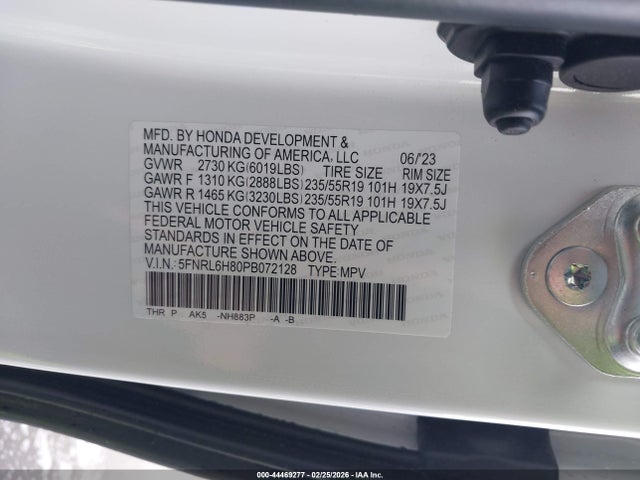 MFD. BY HONDA DEVELOPMENT &
MANUFACTURING OF AMERICA, LLC 06/'23
GVWR 2730 KG(6019LBS) TIRE SIZE RIM SIZE
GAWR F 1310 KG(2888LBS) 235/55R19 101H 19X7.5J
GAWR R 1465 KG(3230LBS) 235/55R19 101H 19X7.5J
THIS VEHICLE CONFORMS TO ALL APPLICABLE
FEDERAL MOTOR VEHICLE SAFETY
STANDARDS IN EFFECT ON THE DATE OF
MANUFACTURE SHOWN ABOVE.
V.I.N.: 5FNRL6H80PB072128 TYPE:MPV
THR P AK5 -NH883P -A -B
00-44469277 - 02/25/2026 - IAA Inc.